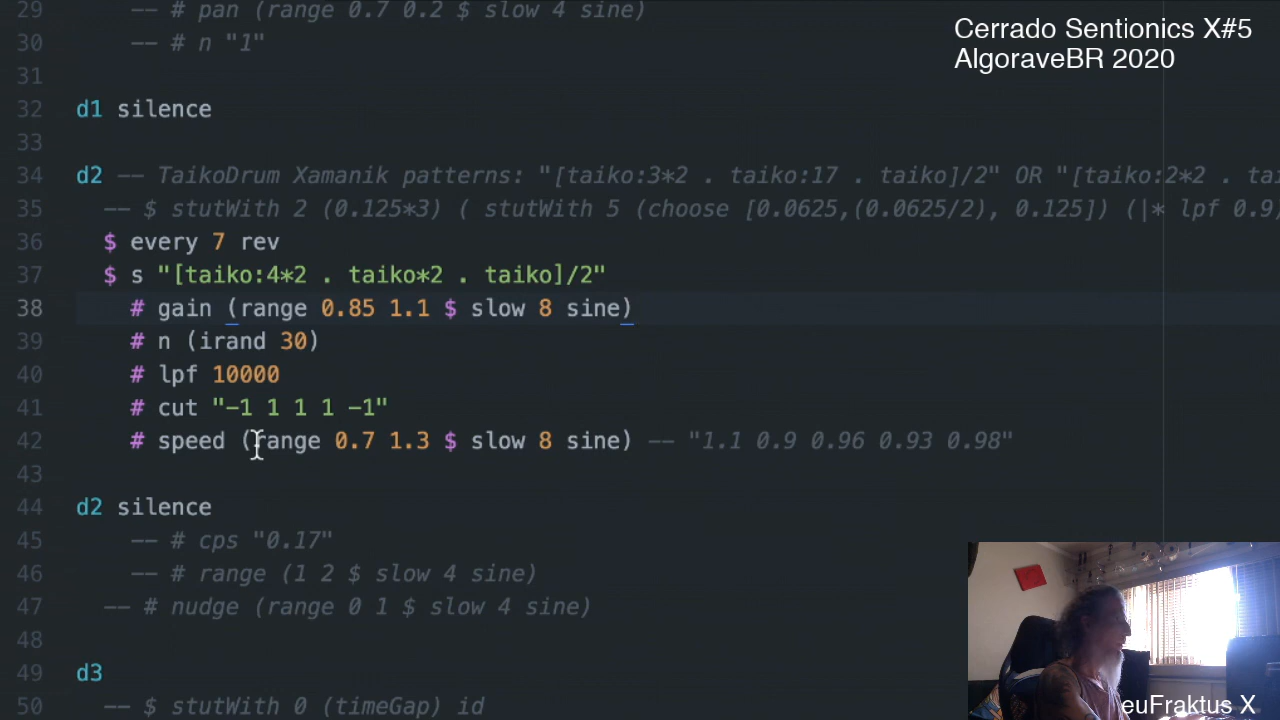 29 -- # pan (range 0.7 0.2 $ slow 4 sine)
30 -- # n "1"
31
32 d1 silence
33
34 d2 -- TaikoDrum Xamanik patterns: "[taiko:3*2 . taiko:17 . taiko]/2" OR "[taiko:2*2 . tai
35 -- $ stutWith 2 (0.125*3) ( stutWith 5 (choose [0.0625,(0.0625/2), 0.125]) (|* lpf 0.9)
36 $ every 7 rev
37 $ s "[taiko:4*2 . taiko*2 . taiko]/2"
38 # gain (range 0.85 1.1 $ slow 8 sine)
39 # n (irand 30)
40 # lpf 10000
41 # cut "-1 1 1 1 -1"
42 # speed (range 0.7 1.3 $ slow 8 sine) -- "1.1 0.9 0.96 0.93 0.98"
43
44 d2 silence
45 -- # cps "0.17"
46 -- # range (1 2 $ slow 4 sine)
47 -- # nudge (range 0 1 $ slow 4 sine)
48
49 d3
50 -- $ stutWith 0 (timeGap) id
Cerrado Sentionics X#5
AlgoraveBR 2020
euFraktus X